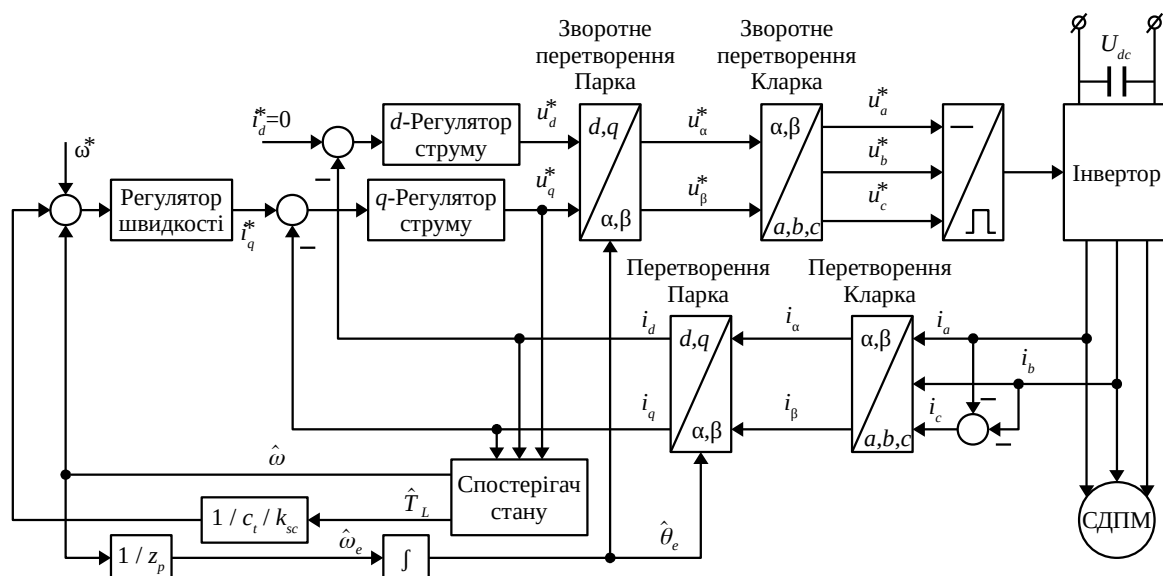 Зворотне
перетворення
Парка
Зворотне
перетворення
Кларка
U_dc
i*_d=0
d-Регулятор
струму
u*_d
d,q
α,β
u*_α
α,β
a,b,c
u*_a
u*_b
u*_c
Інвертор
ω*
Регулятор
швидкості
i*_q
q-Регулятор
струму
u*_q
u*_β
Перетворення
Парка
Перетворення
Кларка
i_d
d,q
α,β
i_α
α,β
a,b,c
i_a
i_b
i_q
i_β
i_c
ω̂
Спостерігач
стану
T̂_L
1 / c_t / k_sc
СДПМ
1 / z_p
ω̂_e
∫
θ̂_e